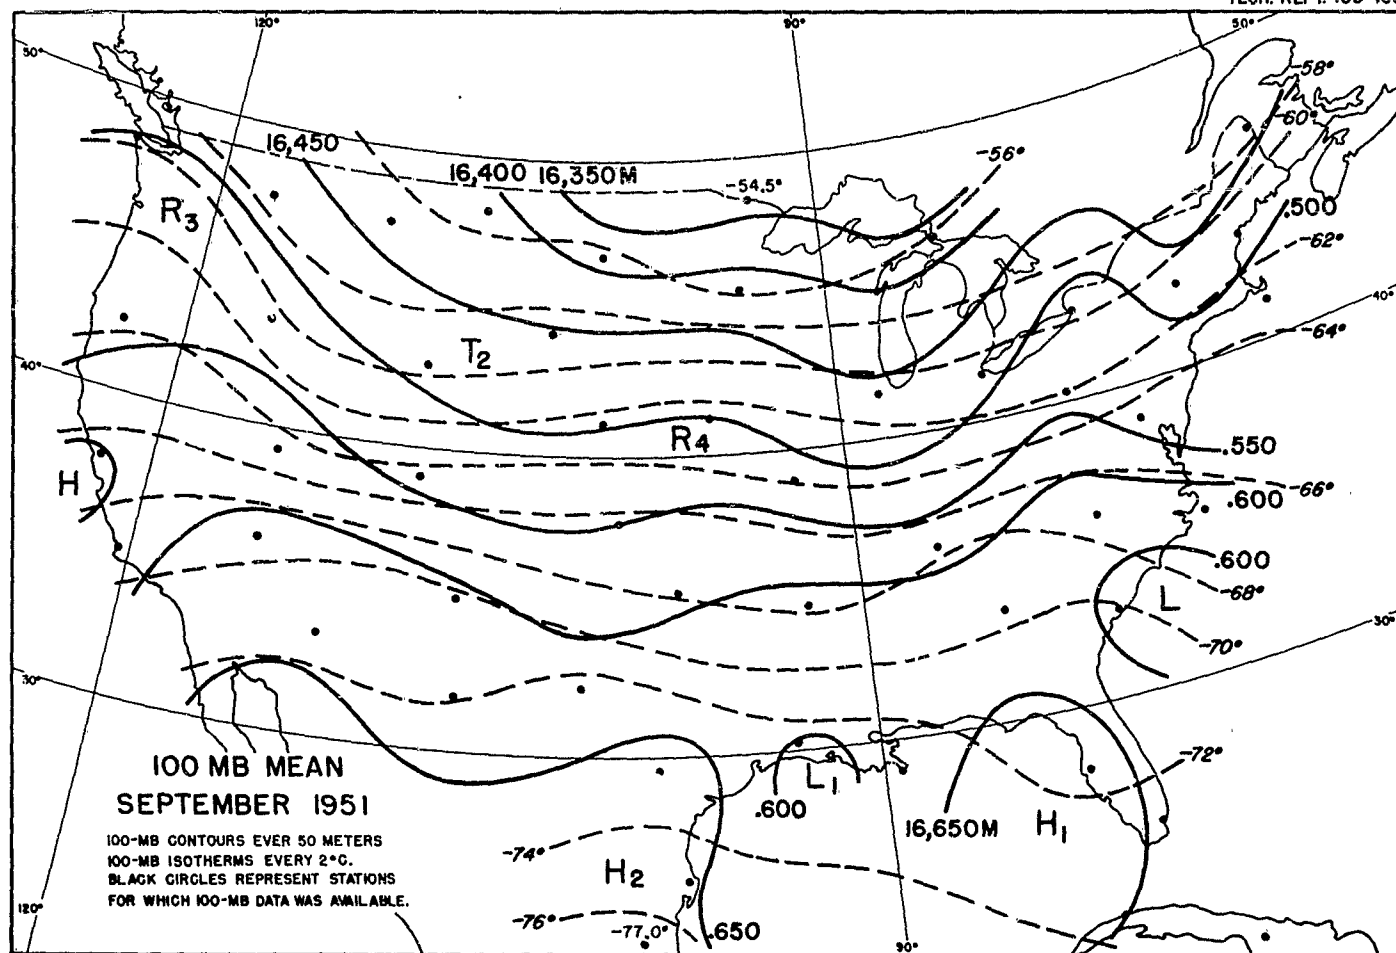 120°
90°
50°
50°
-58°
-60°
16,450
16,400
16,350M
-54.5°
-56°
R3
.500
-62°
40°
-64°
40°
T2
R4
.550
H
-66°
.600
.600
L
-68°
30°
-70°
30°
-72°
100 MB MEAN
SEPTEMBER 1951
100-MB CONTOURS EVER 50 METERS
100-MB ISOTHERMS EVERY 2°C.
BLACK CIRCLES REPRESENT STATIONS
FOR WHICH 100-MB DATA WAS AVAILABLE.
L1
.600
16,650M
H1
-74°
H2
120°
-76°
-77.0°
.650
90°